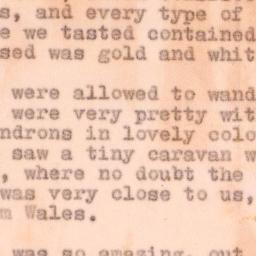 s, and every type of
e we tasted contained
sed was gold and whit
were allowed to wand
were very pretty wit
ndrons in lovely colo
saw a tiny caravan w
, where no doubt the
was very close to us,
m Wales.
was so amazing, out